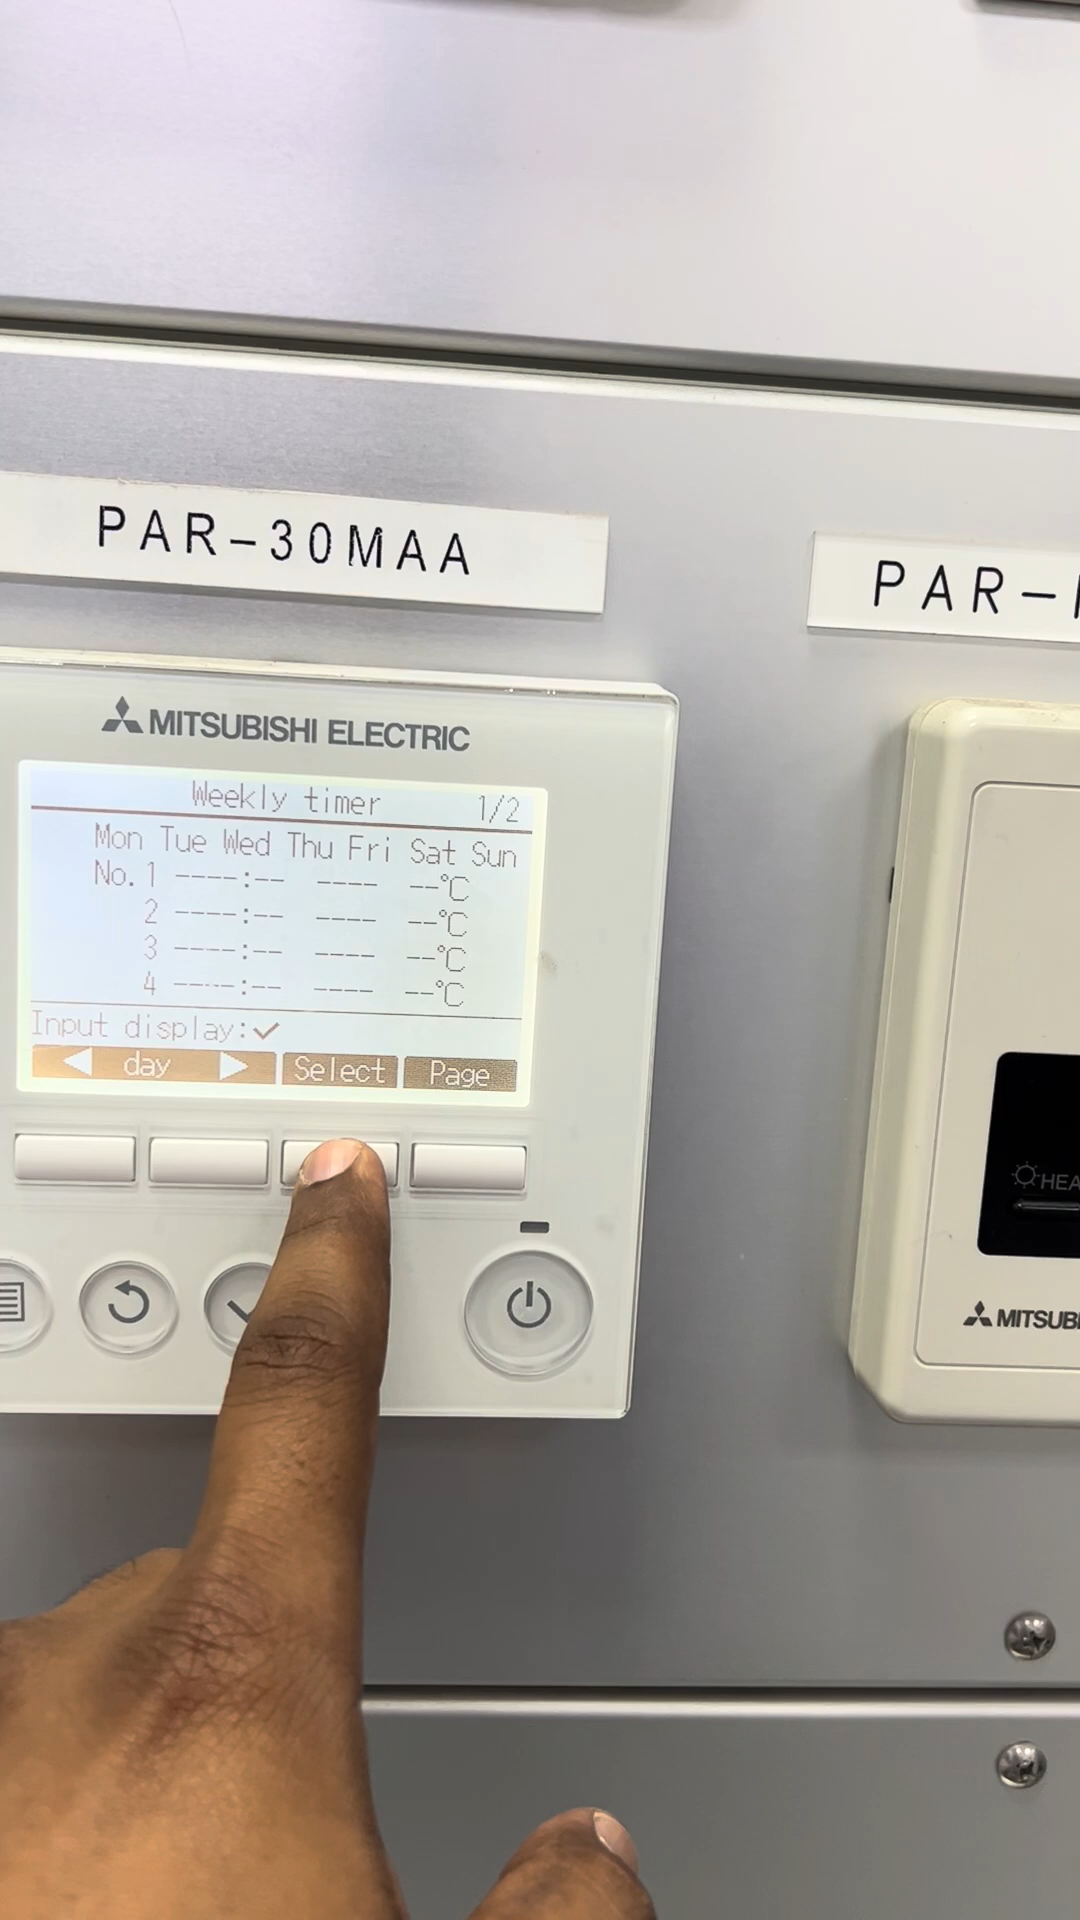 PAR-30MAA
PAR-
MITSUBISHI ELECTRIC
Weekly timer 1/2
Mon Tue Wed Thu Fri Sat Sun
No. 1 ----:-- ---- --°C
2 ----:-- ---- --°C
3 ----:-- ---- --°C
4 ----:-- ---- --°C
Input display:✓
◀ day ▶ Select Page
HEA
MITSUB